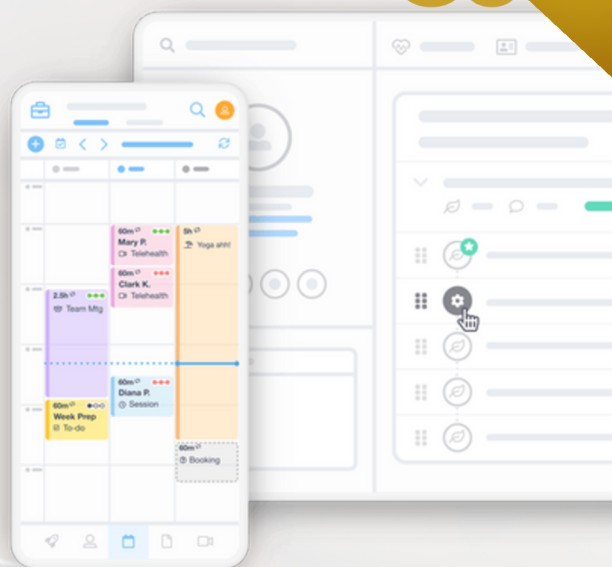 60m
Mary P.
Telehealth
60m
Clark K.
Telehealth
5h
Yoga ahh!
2.5h
Team Mtg
60m
Diana P.
Session
60m
Week Prep
To-do
60m
Booking